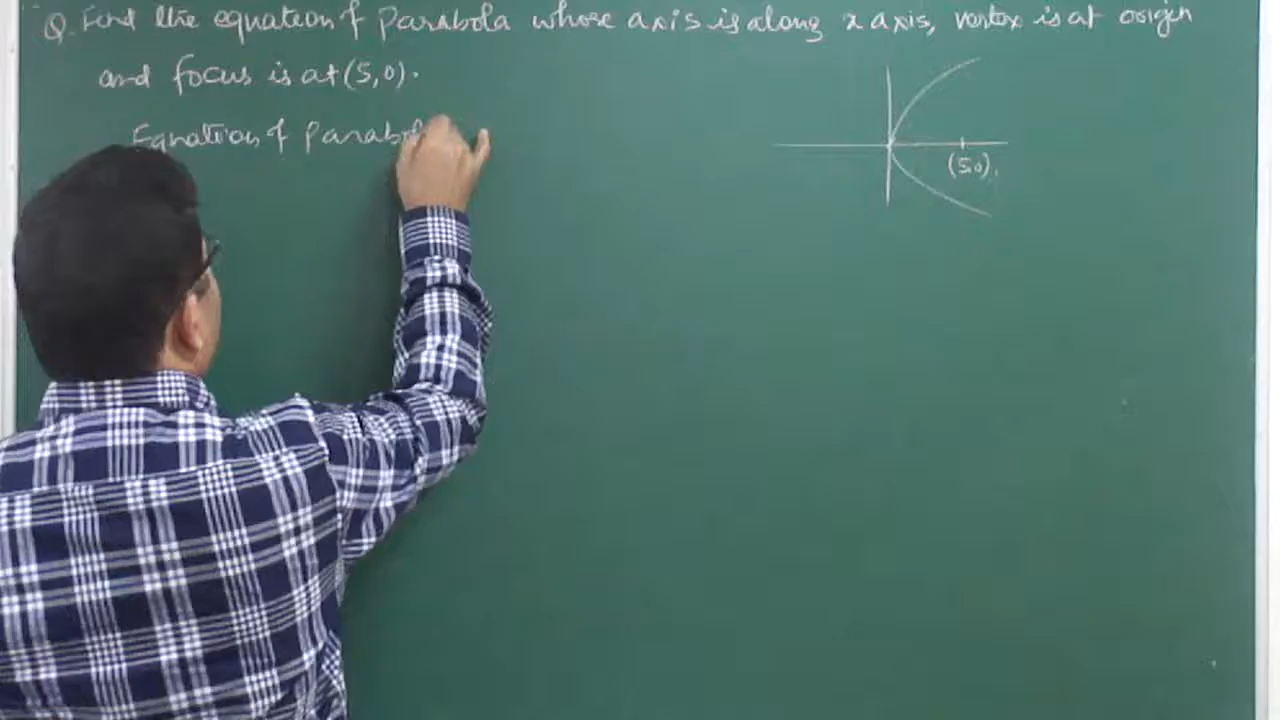 Q. Find the equation of parabola whose axis is along x axis, vertex is at origin
and focus is at (5,0).
Equation of parabol
(5,0).